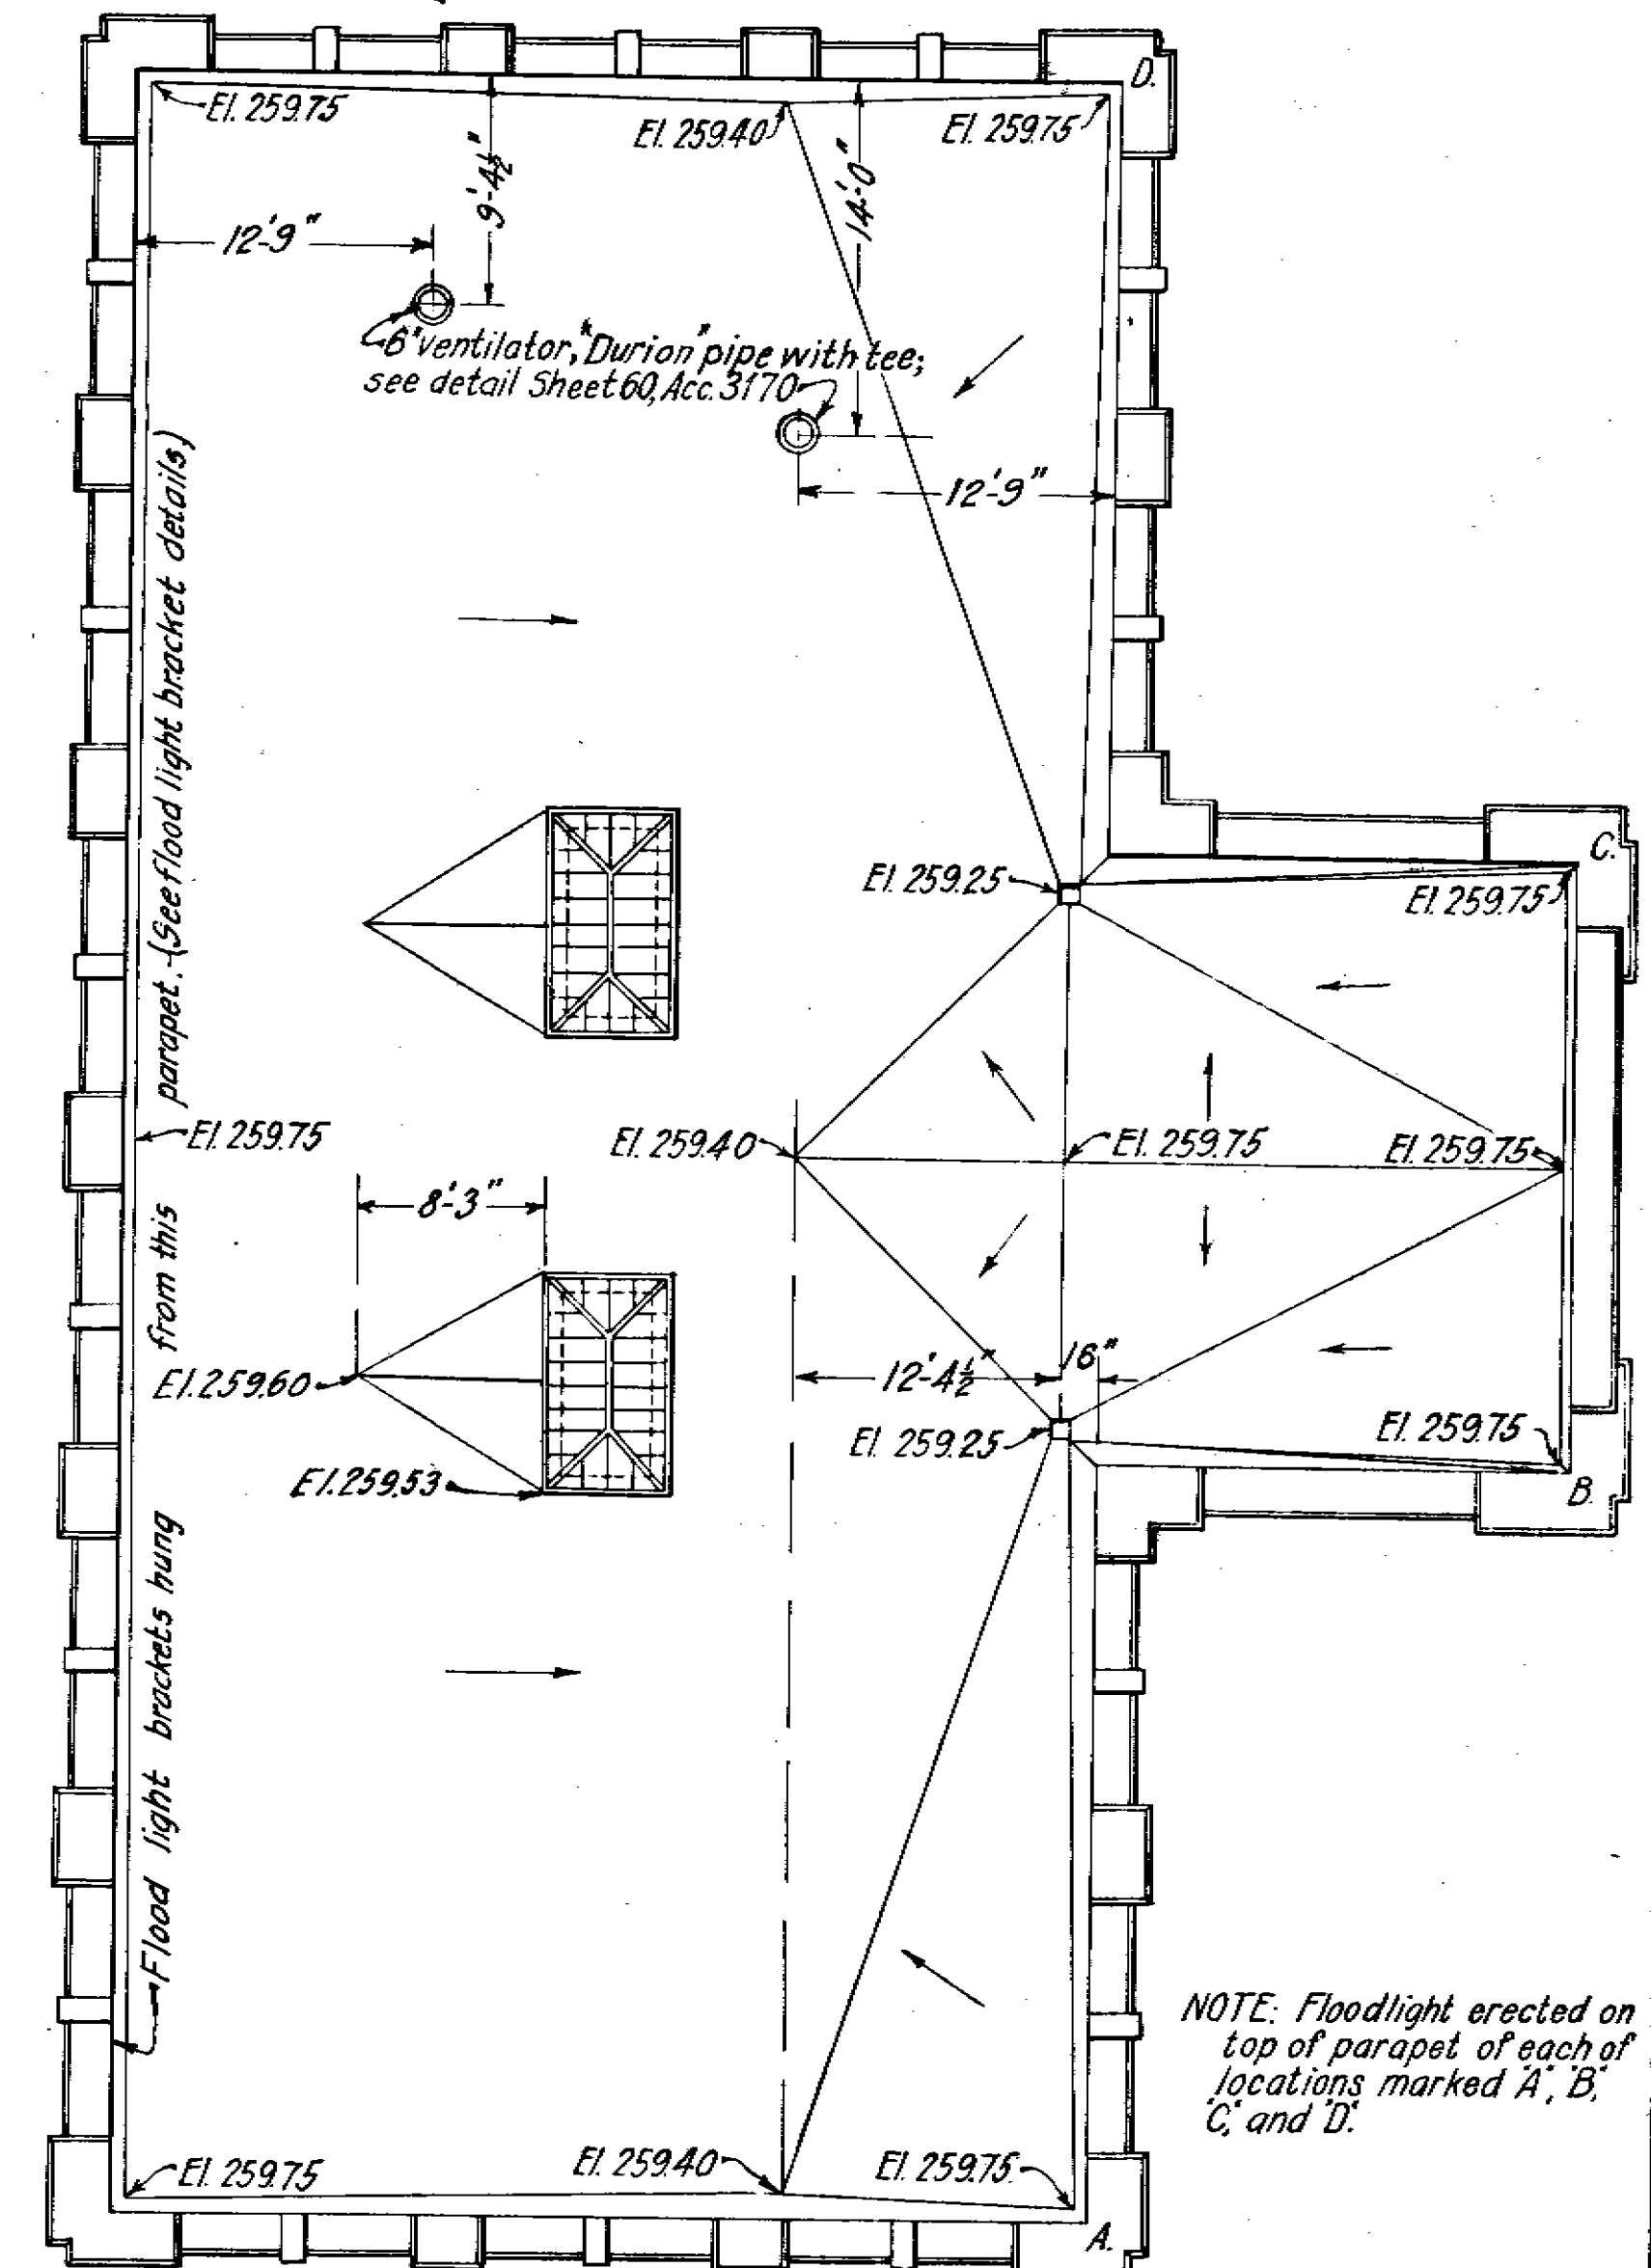 D.
El. 259.75
El. 259.40
El. 259.75
9'-4½"
14'-0"
12'-9"
6" ventilator, "Durion" pipe with tee;
see detail Sheet 60, Acc. 3170
12'-9"
C.
El. 259.25
El. 259.75
El. 259.75
El. 259.40
El. 259.75
El. 259.75
8'-3"
El. 259.60
12'-4½"
16"
El. 259.25
El. 259.75
El. 259.53
B.
Flood light brackets hung from this parapet. (See flood light bracket details)
NOTE: Floodlight erected on
top of parapet of each of
locations marked "A", "B",
"C", and "D".
El. 259.75
El. 259.40
El. 259.75
A.